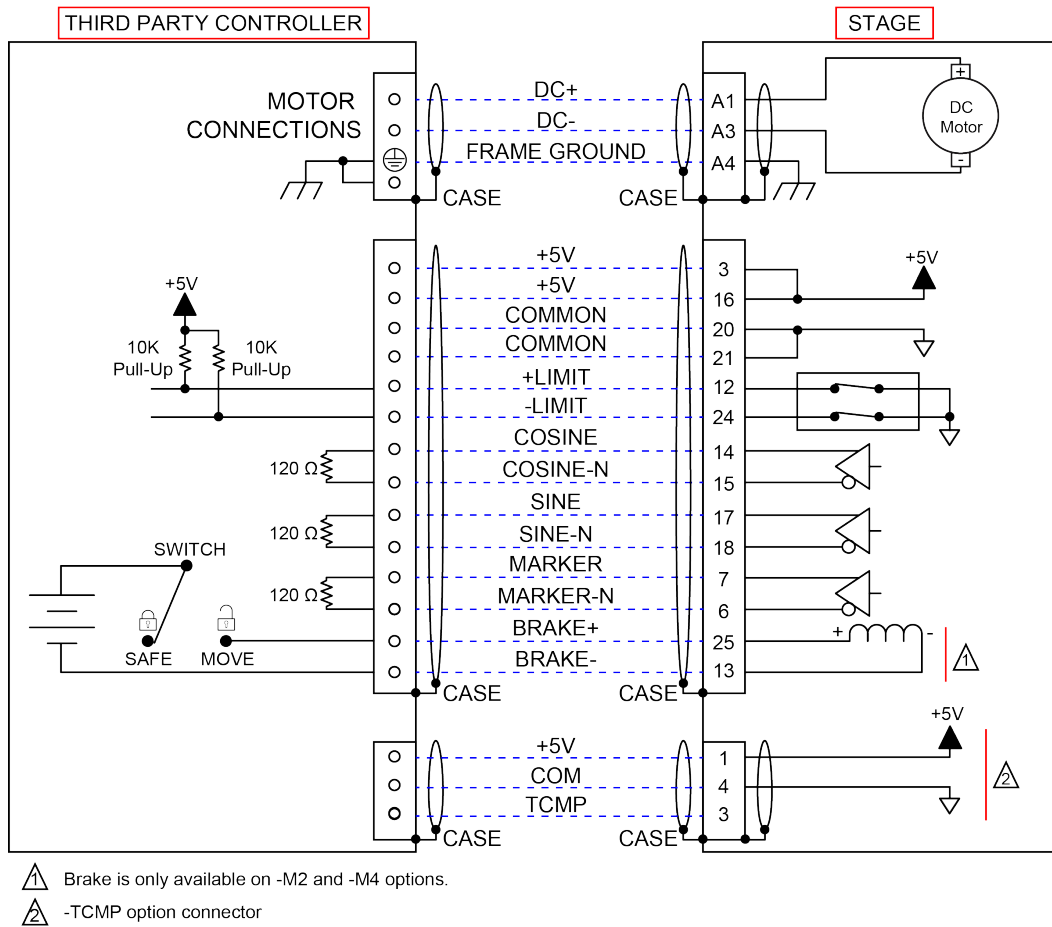 THIRD PARTY CONTROLLER
STAGE
MOTOR
CONNECTIONS
DC+
DC-
FRAME GROUND
CASE
CASE
A1
A3
A4
+
DC
Motor
-
+5V
10K
Pull-Up
10K
Pull-Up
+5V
+5V
COMMON
COMMON
+LIMIT
-LIMIT
COSINE
COSINE-N
SINE
SINE-N
MARKER
MARKER-N
BRAKE+
BRAKE-
CASE
CASE
3
16
20
21
12
24
14
15
17
18
7
6
25
13
+5V
120 Ω
120 Ω
120 Ω
SWITCH
SAFE
MOVE
+
-
1
+5V
COM
TCMP
CASE
CASE
1
4
3
+5V
2
1 Brake is only available on -M2 and -M4 options.
2 -TCMP option connector